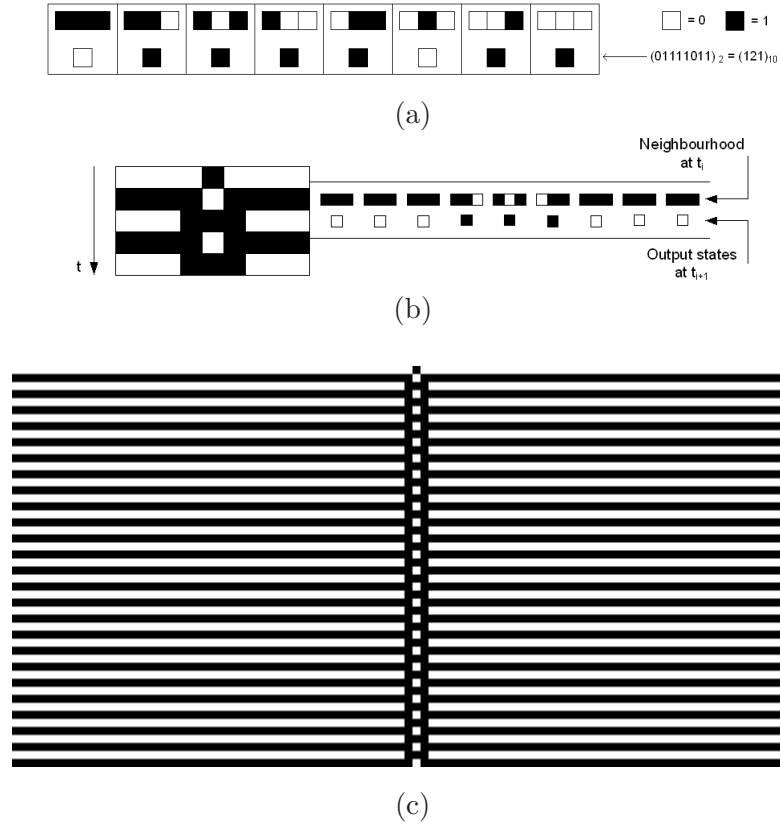 = 0 = 1
(01111011)₂ = (121)₁₀
(a)
Neighbourhood
at tᵢ
Output states
at tᵢ₊₁
t
(b)
(c)